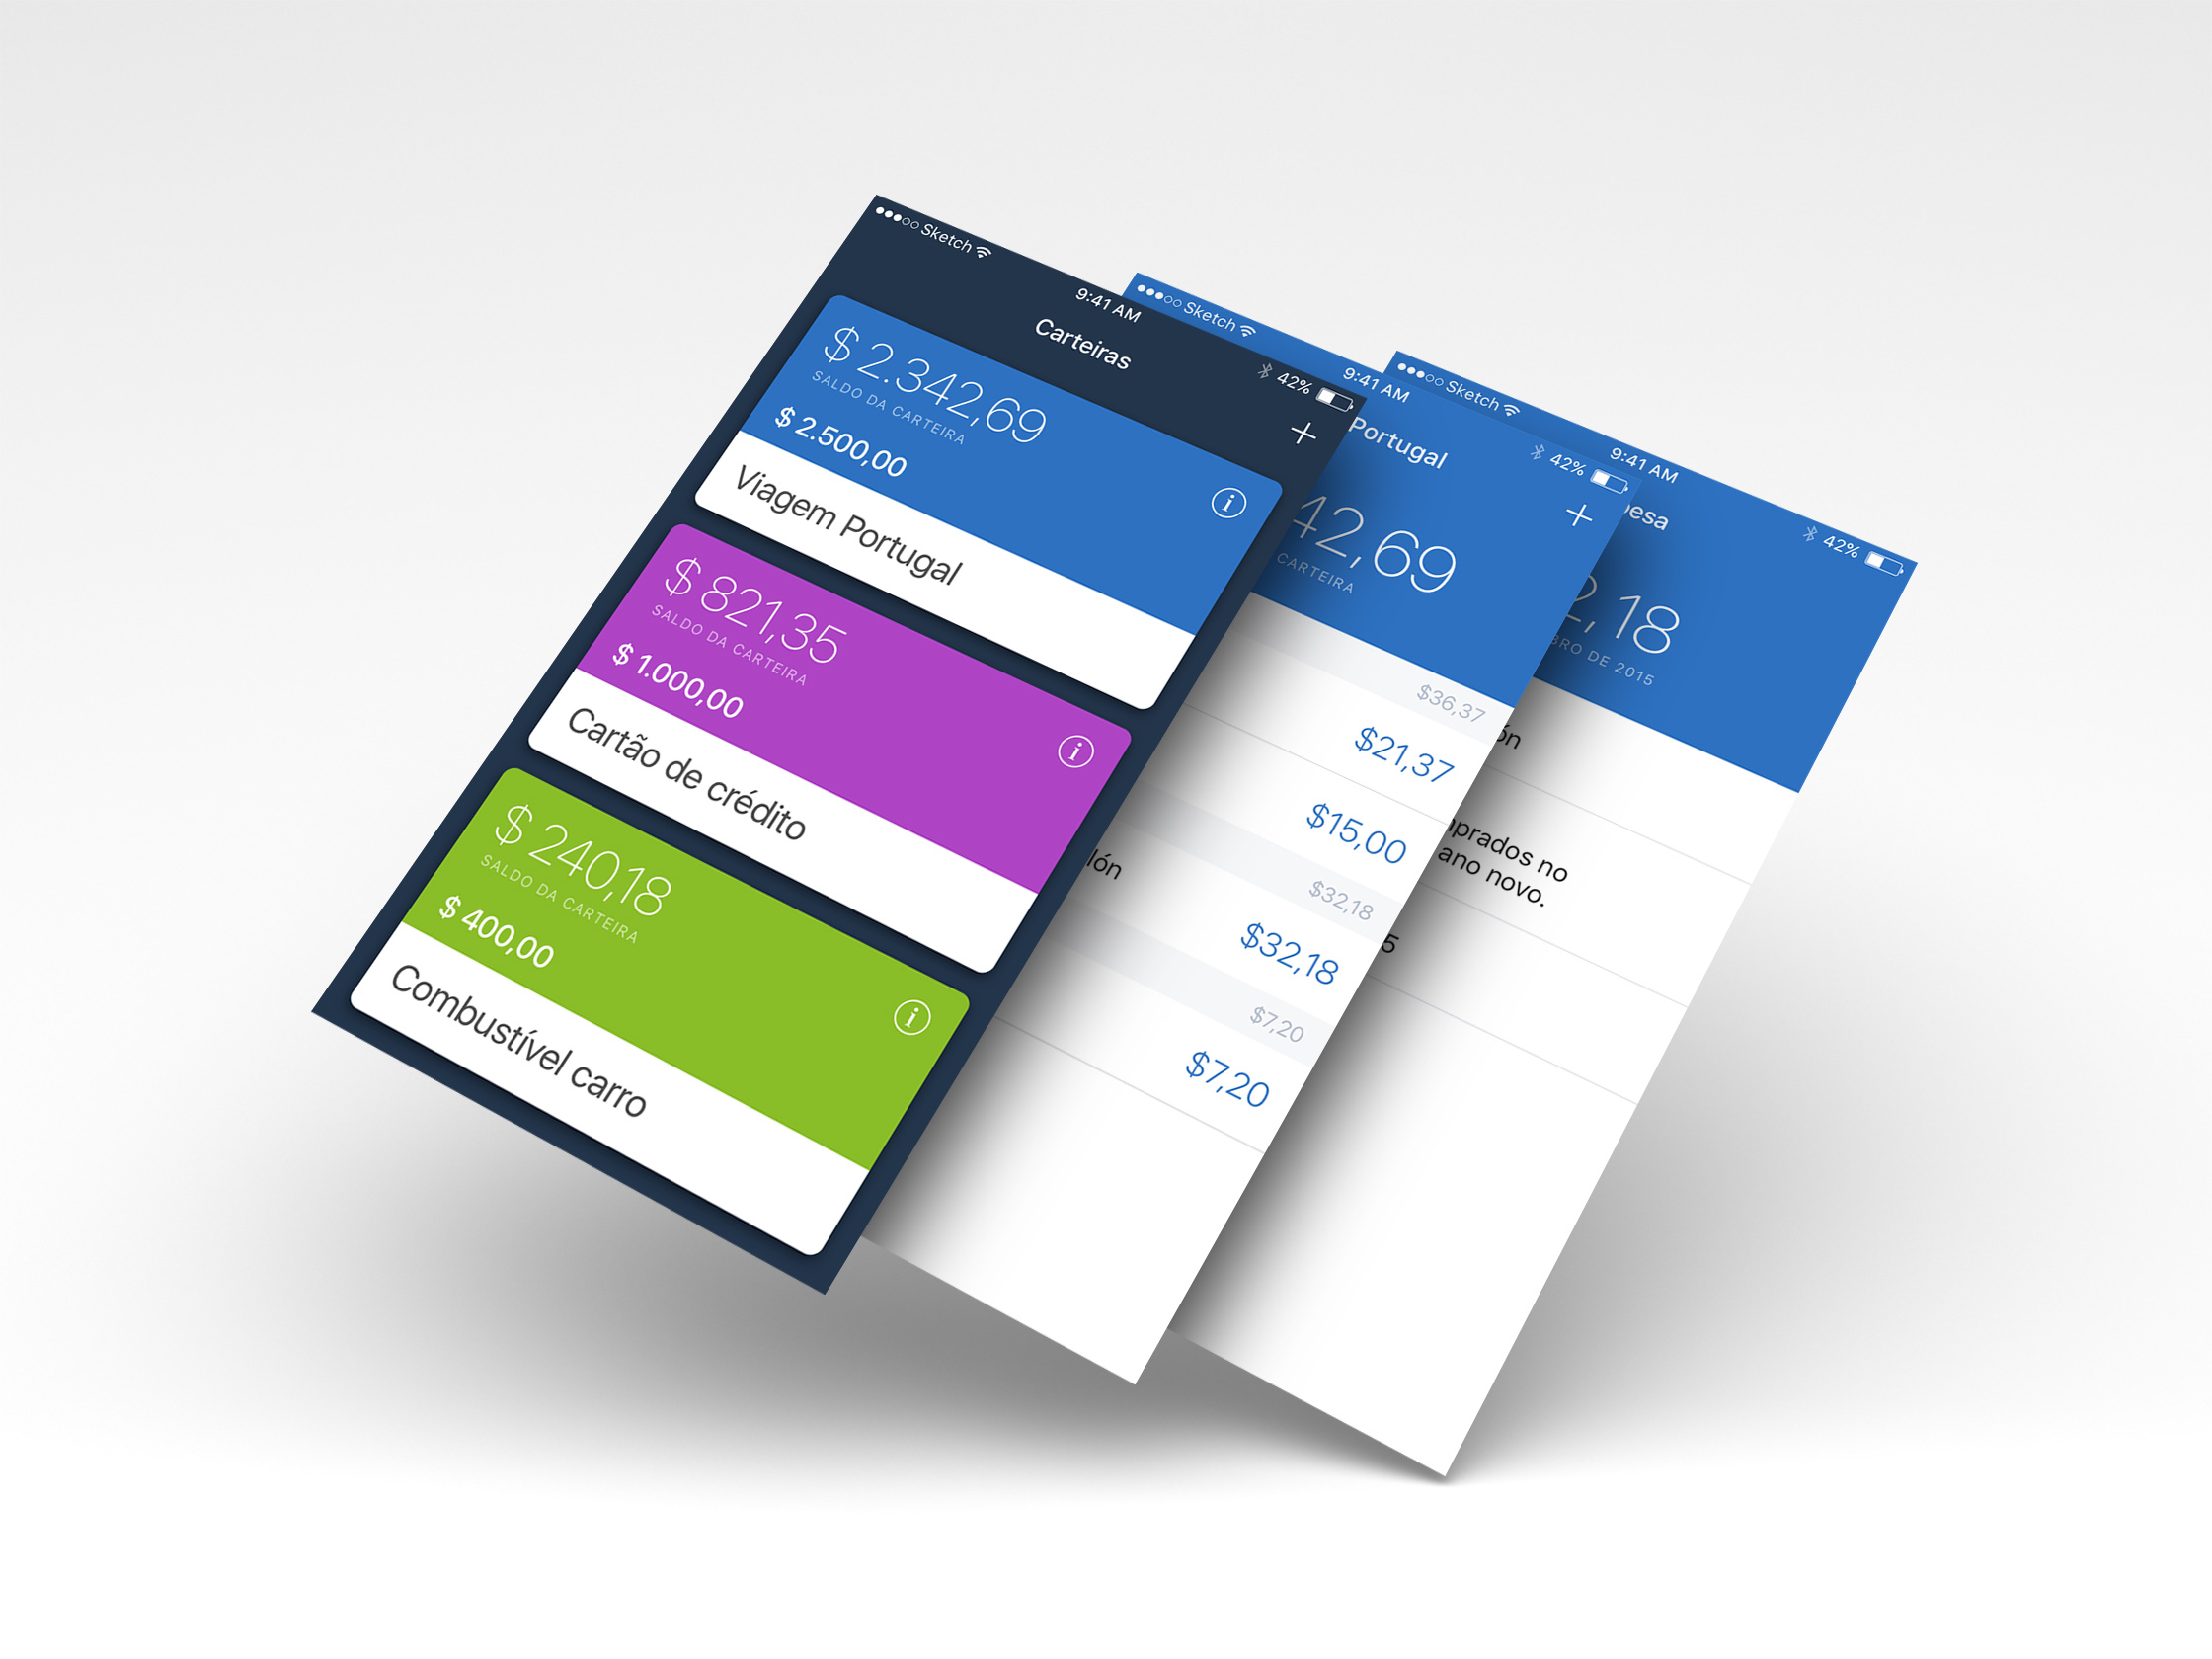 Sketch
9:41 AM
42%
Carteiras
+
$ 2.342,69
SALDO DA CARTEIRA
$ 2.500,00
Viagem Portugal
$ 821,35
SALDO DA CARTEIRA
$ 1.000,00
Cartão de crédito
$ 240,18
SALDO DA CARTEIRA
$ 400,00
Combustível carro
Sketch
9:41 AM
42%
Portugal
+
42,69
CARTEIRA
$36,37
$21,37
$15,00
$32,18
lón
$32,18
$7,20
$7,20
Sketch
9:41 AM
42%
esa
2,18
BRO DE 2015
ón
prados no
ano novo.
5